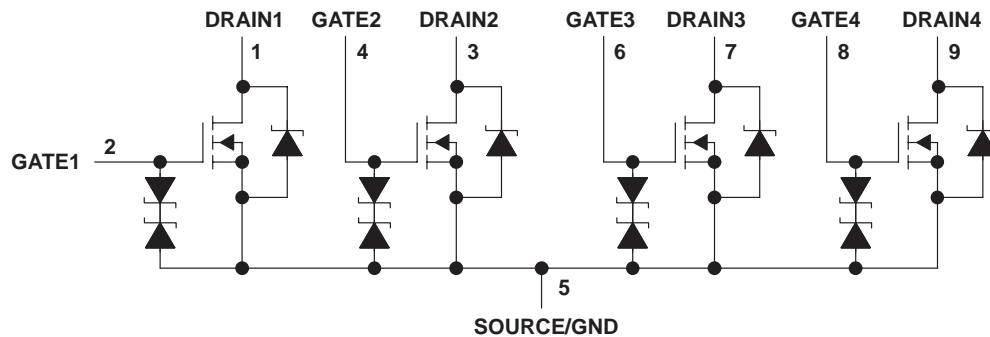 DRAIN1 GATE2 DRAIN2 GATE3 DRAIN3 GATE4 DRAIN4
1 4 3 6 7 8 9
2
GATE1
5
SOURCE/GND